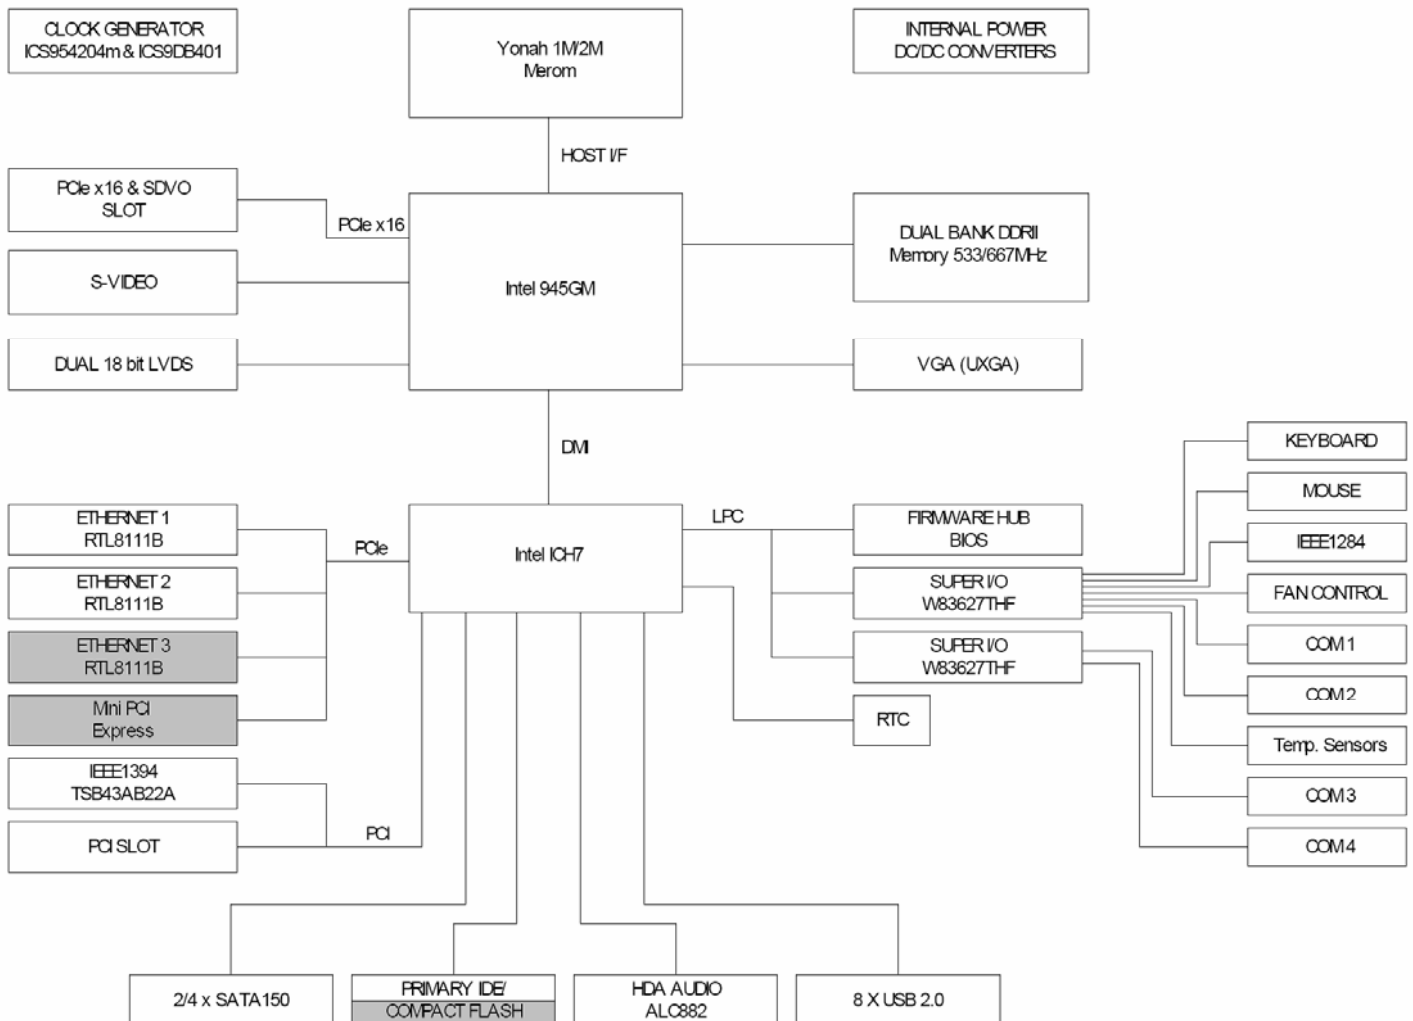 CLOCK GENERATOR
ICS954204m & ICS9DB401
Yonah 1M/2M
Merom
INTERNAL POWER
DC/DC CONVERTERS
HOST I/F
PCIe x16 & SDVO
SLOT
PCIe x16
S-VIDEO
DUAL 18 bit LVDS
Intel 945GM
DUAL BANK DDRII
Memory 533/667MHz
VGA (UXGA)
DMI
ETHERNET 1
RTL8111B
ETHERNET 2
RTL8111B
ETHERNET 3
RTL8111B
Mini PCI
Express
IEEE1394
TSB43AB22A
PCI SLOT
PCIe
PCI
Intel ICH7
LPC
FIRMWARE HUB
BIOS
SUPER I/O
W83627THF
SUPER I/O
W83627THF
RTC
KEYBOARD
MOUSE
IEEE1284
FAN CONTROL
COM 1
COM 2
Temp. Sensors
COM 3
COM 4
2/4 x SATA150
PRIMARY IDE/
COMPACT FLASH
HDA AUDIO
ALC882
8 X USB 2.0